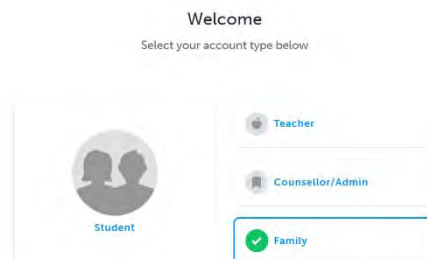 Welcome
Select your account type below
Teacher
Counsellor/Admin
Student
Family